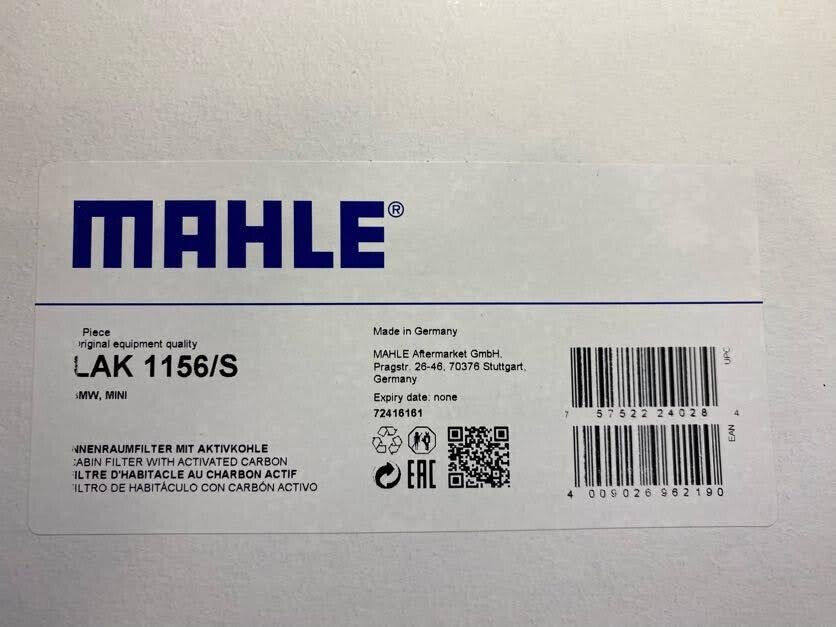 MAHLE®
Piece
riginal equipment quality
LAK 1156/S
MW, MINI
NNENRAUMFILTER MIT AKTIVKOHLE
CABIN FILTER WITH ACTIVATED CARBON
FILTRE D'HABITACLE AU CHARBON ACTIF
FILTRO DE HABITÁCULO CON CARBÓN ACTIVO
Made in Germany
MAHLE Aftermarket GmbH,
Pragstr. 26-46, 70376 Stuttgart,
Germany
Expiry date: none
72416161
EAC
UPC
7 57522 24028 4
EAN
4 009026 962190